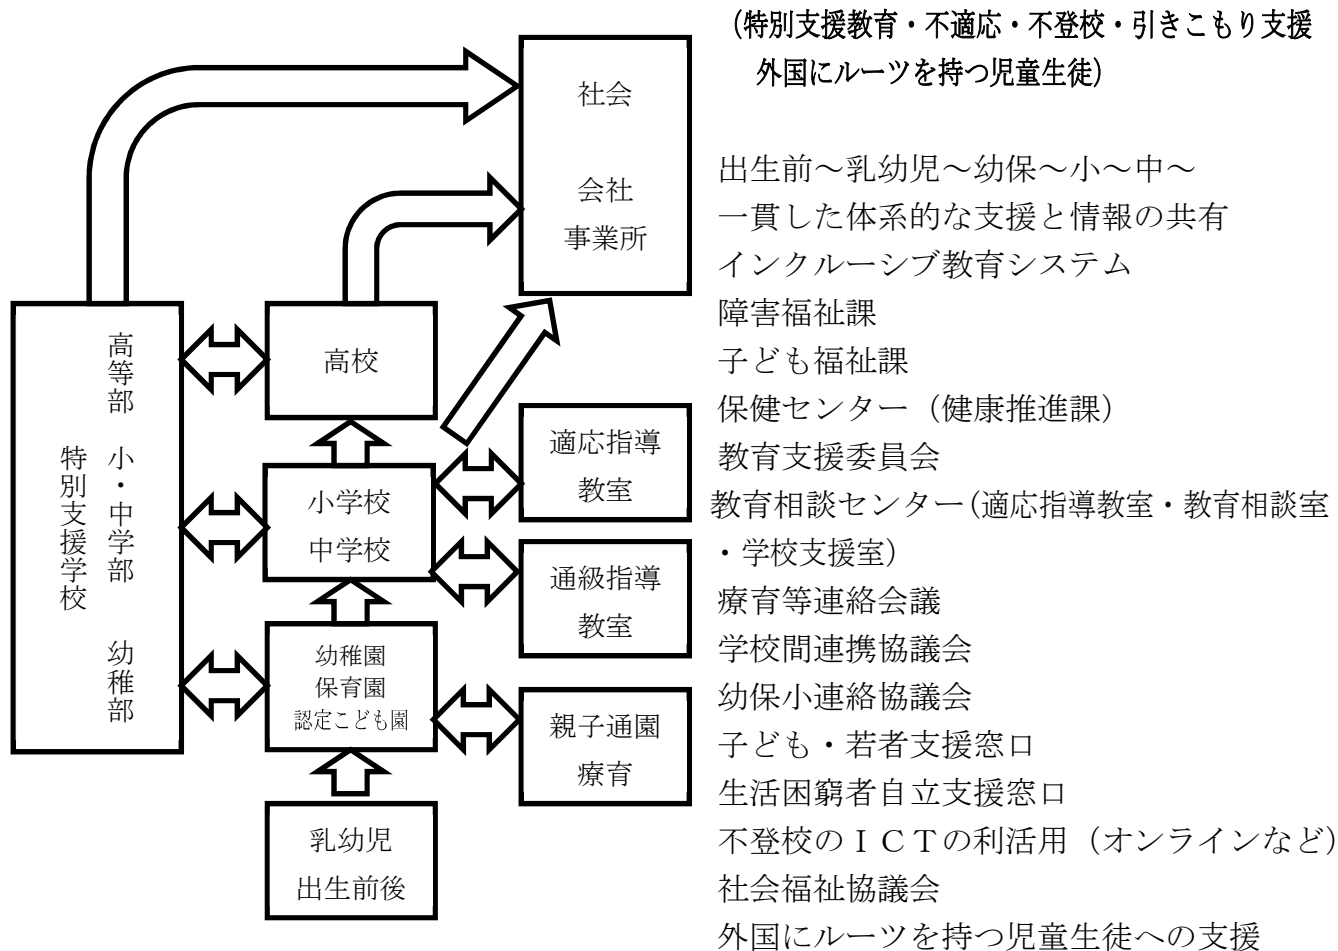 (特別支援教育・不適応・不登校・引きこもり支援
外国にルーツを持つ児童生徒)
社会
会社
事業所
高等部
小・中学部
幼稚部
特別支援学校
高校
小学校
中学校
幼稚園
保育園
認定こども園
乳幼児
出生前後
適応指導
教室
通級指導
教室
親子通園
療育
出生前～乳幼児～幼保～小～中～
一貫した体系的な支援と情報の共有
インクルーシブ教育システム
障害福祉課
子ども福祉課
保健センター（健康推進課）
教育支援委員会
教育相談センター(適応指導教室・教育相談室
・学校支援室)
療育等連絡会議
学校間連携協議会
幼保小連絡協議会
子ども・若者支援窓口
生活困窮者自立支援窓口
不登校のＩＣＴの利活用（オンラインなど）
社会福祉協議会
外国にルーツを持つ児童生徒への支援